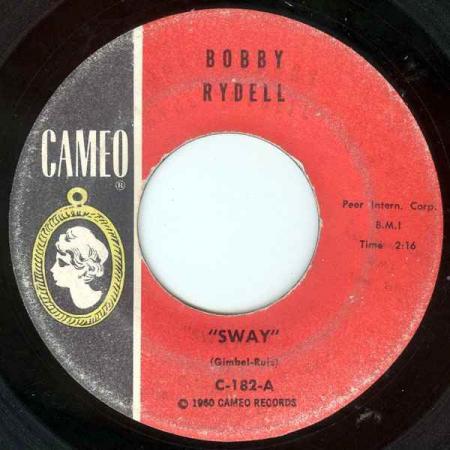 BOBBY
RYDELL
CAMEO
®
Peer Intern. Corp.
B.M.I
Time 2:16
"SWAY"
(Gimbel-Ruiz)
C-182-A
© 1960 CAMEO RECORDS